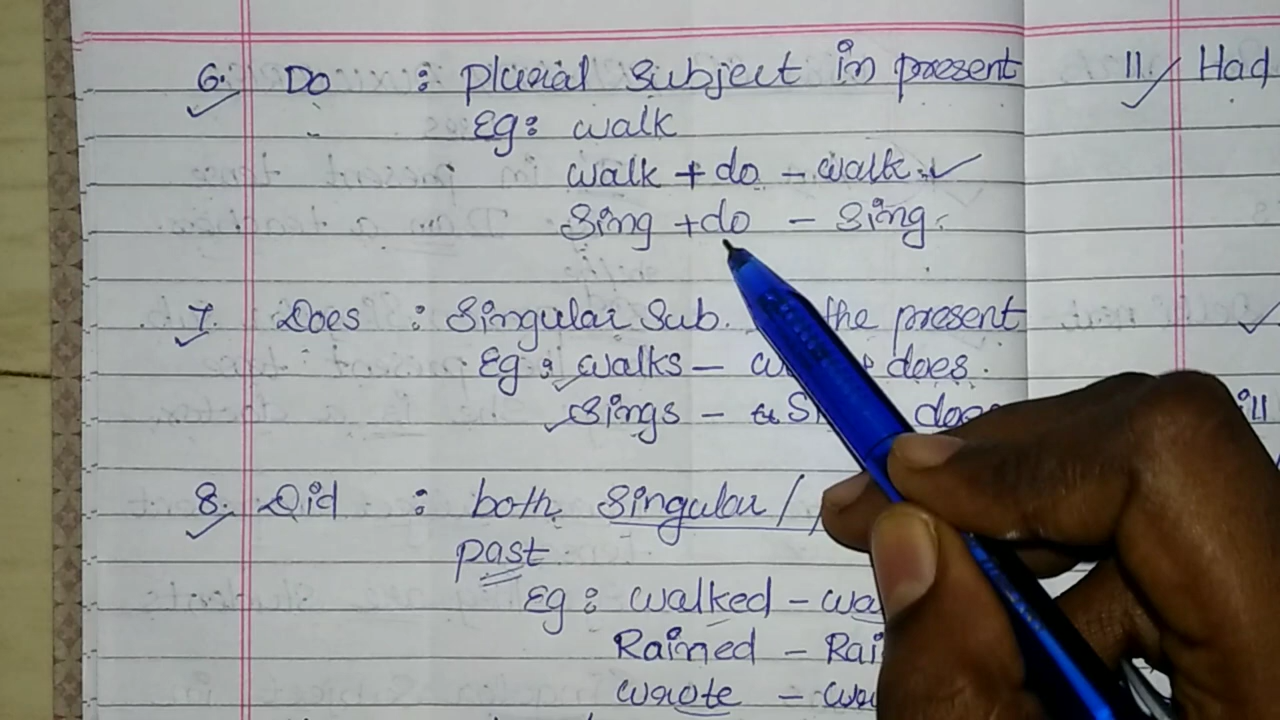 6. Do : Plural Subject in present
Eg: walk
walk + do - walk.
Sing + do - Sing.
7. Does : Singular Sub. the present
Eg: walks - does.
Sings - does
8. Did : both Singular /
past
Eg: walked -
Rained -
wrote -
11. Had